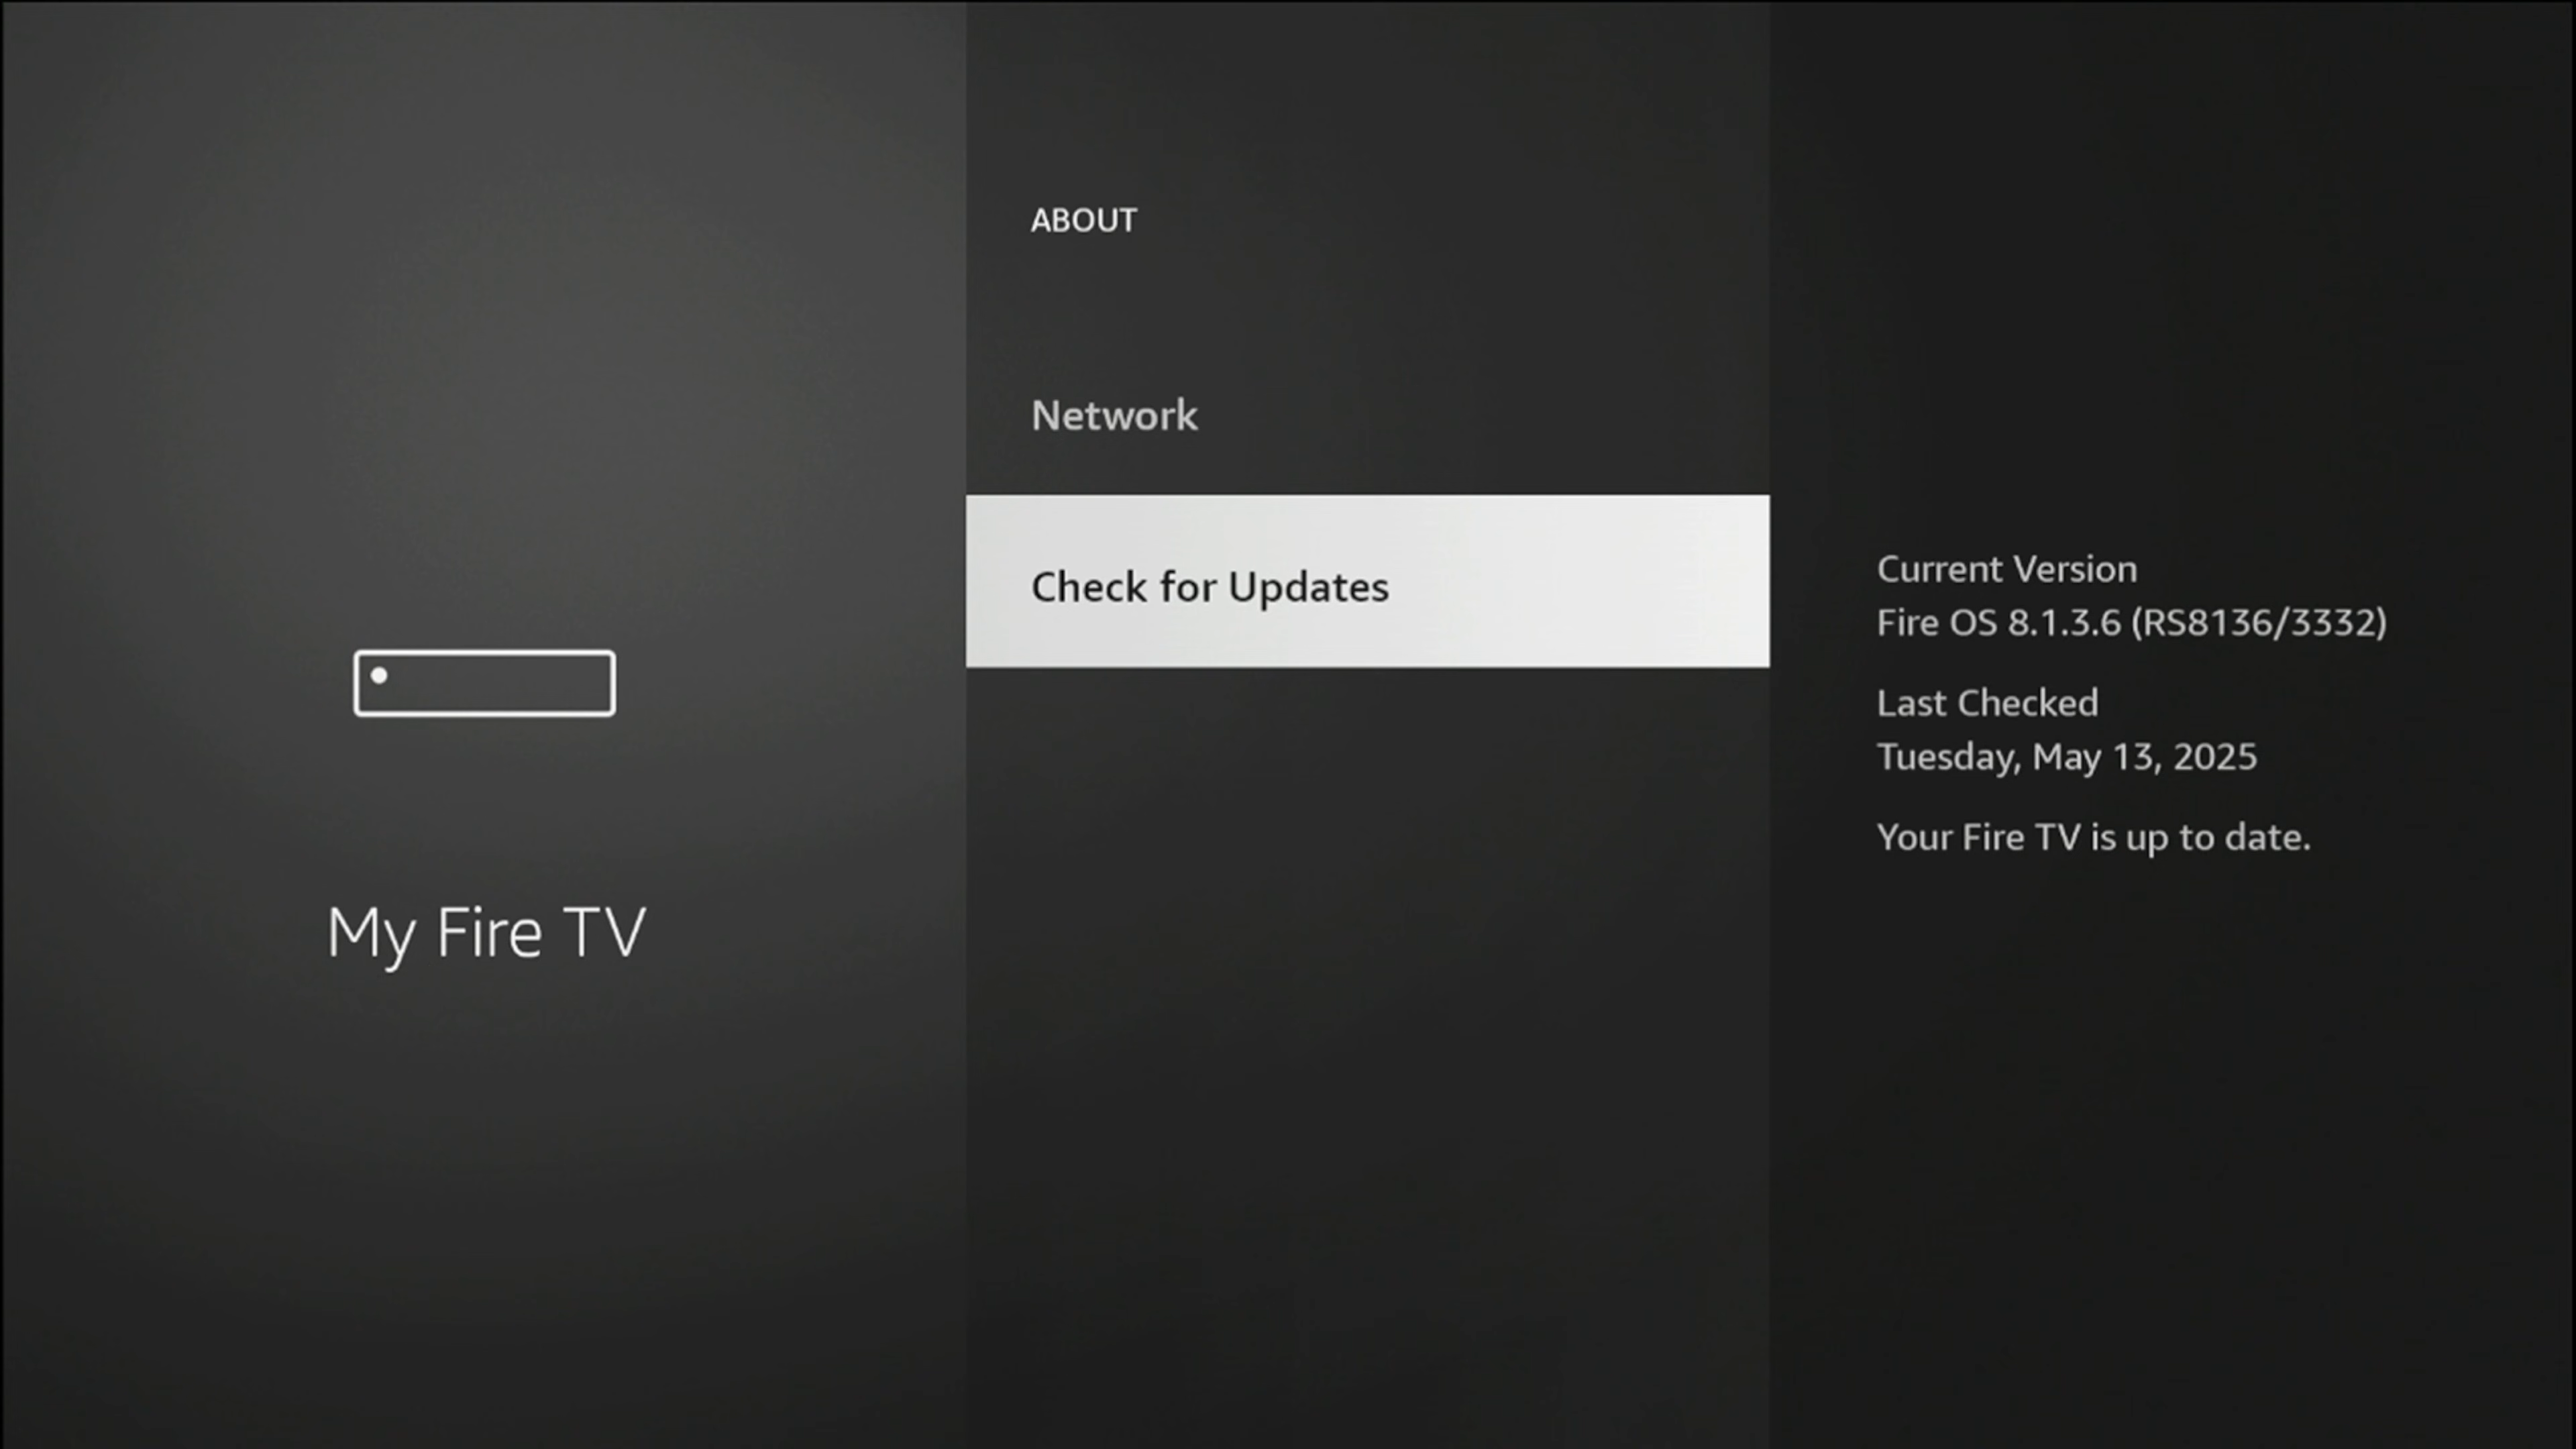 My Fire TV
ABOUT
Network
Check for Updates
Current Version
Fire OS 8.1.3.6 (RS8136/3332)
Last Checked
Tuesday, May 13, 2025
Your Fire TV is up to date.